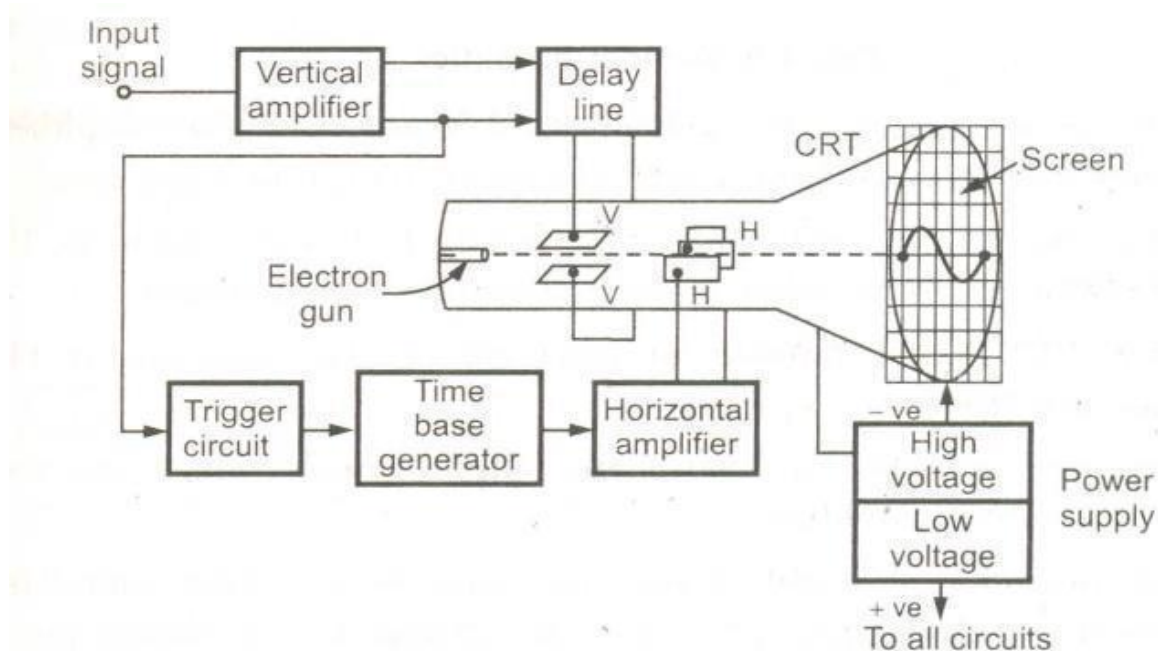 Input
signal
Vertical
amplifier
Delay
line
CRT
Screen
V
H
Electron
gun
V
H
Trigger
circuit
Time
base
generator
Horizontal
amplifier
– ve
High
voltage
Low
voltage
Power
supply
+ ve
To all circuits